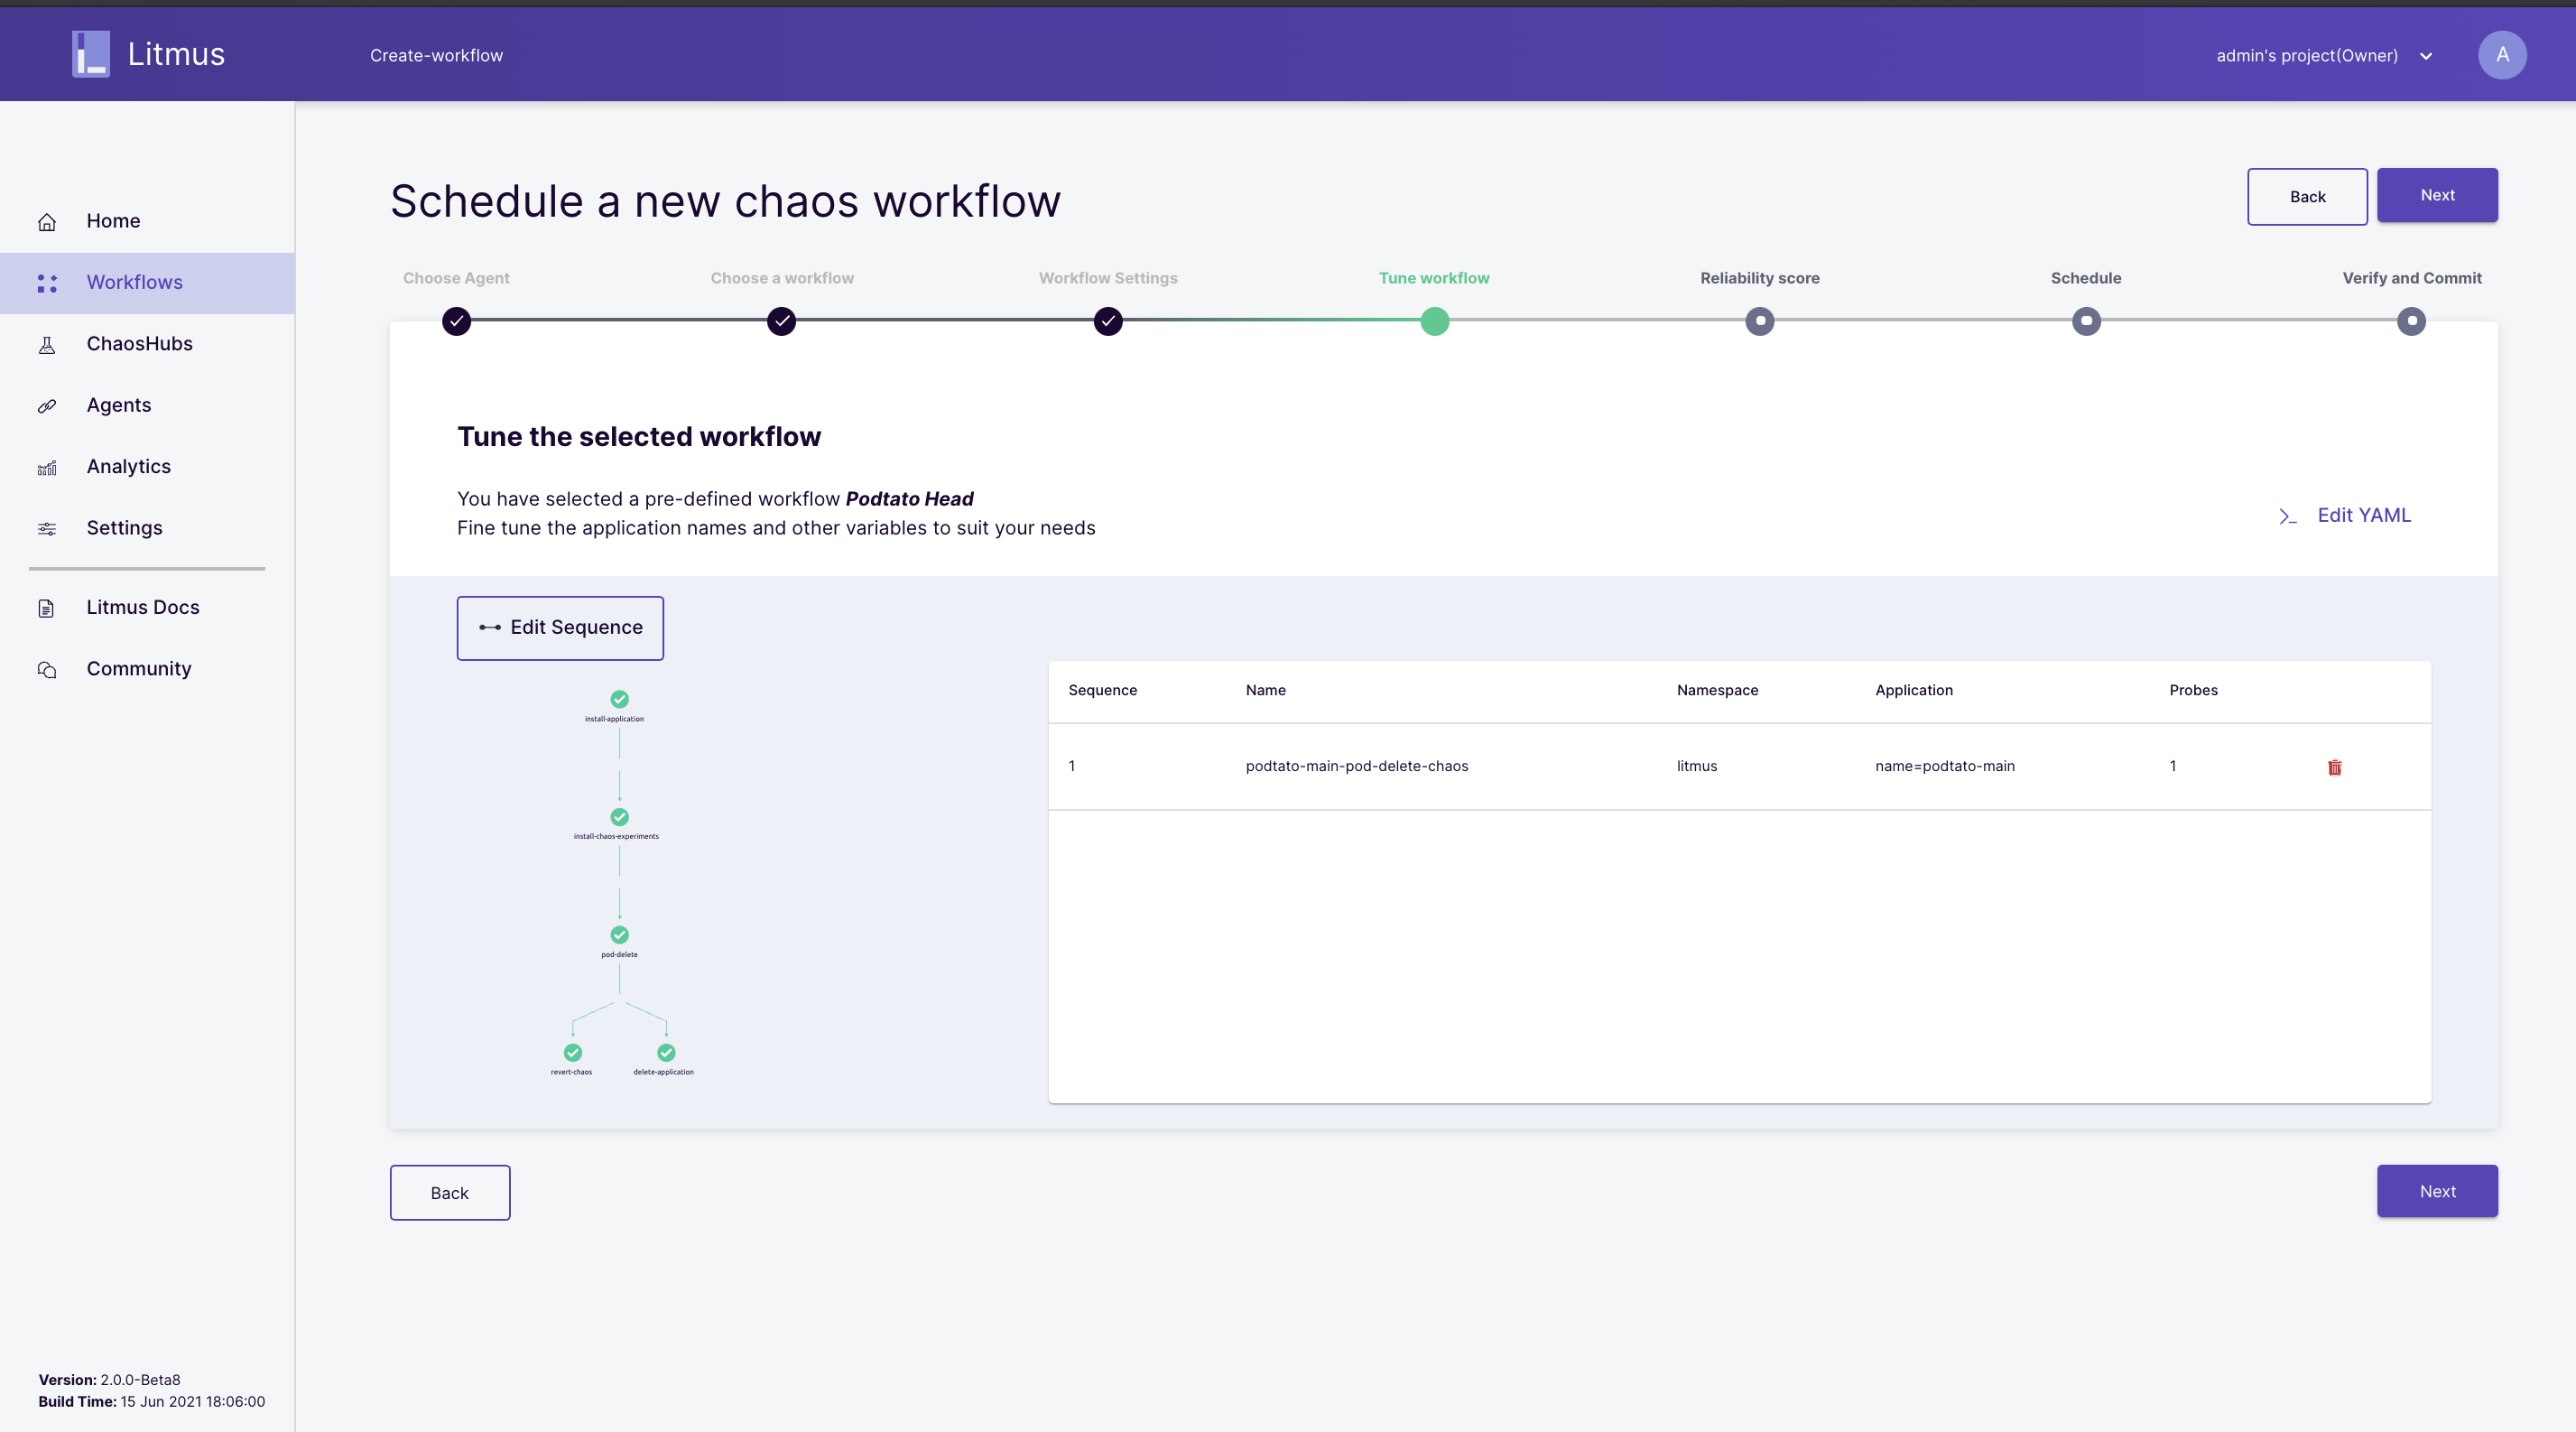 Litmus
Create-workflow
admin's project(Owner)
A
Home
Workflows
ChaosHubs
Agents
Analytics
Settings
Litmus Docs
Community
Version: 2.0.0-Beta8
Build Time: 15 Jun 2021 18:06:00
Schedule a new chaos workflow
Back
Next
Choose Agent
Choose a workflow
Workflow Settings
Tune workflow
Reliability score
Schedule
Verify and Commit
Tune the selected workflow
You have selected a pre-defined workflow Podtato Head
Fine tune the application names and other variables to suit your needs
Edit YAML
Edit Sequence
install-application
install-chaos-experiments
pod-delete
revert-chaos
delete-application
Sequence Name Namespace Application Probes
1 podtato-main-pod-delete-chaos litmus name=podtato-main 1
Back
Next